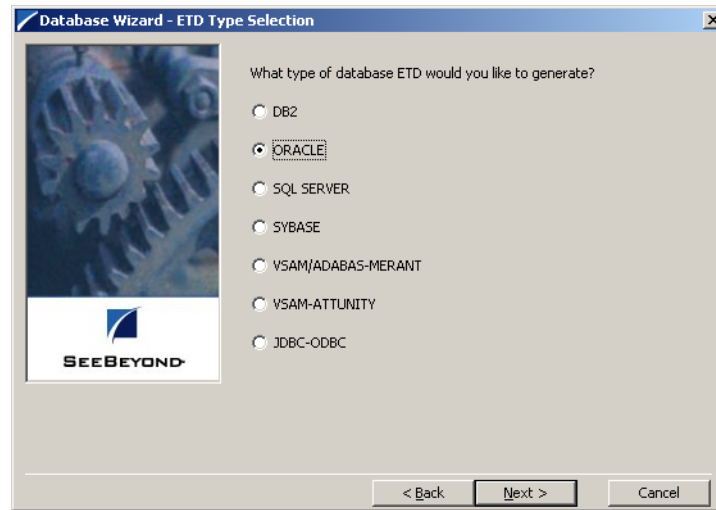 Database Wizard - ETD Type Selection
What type of database ETD would you like to generate?
DB2
ORACLE
SQL SERVER
SYBASE
VSAM/ADABAS-MERANT
VSAM-ATTUNITY
JDBC-ODBC
SEEBEYOND
< Back
Next >
Cancel